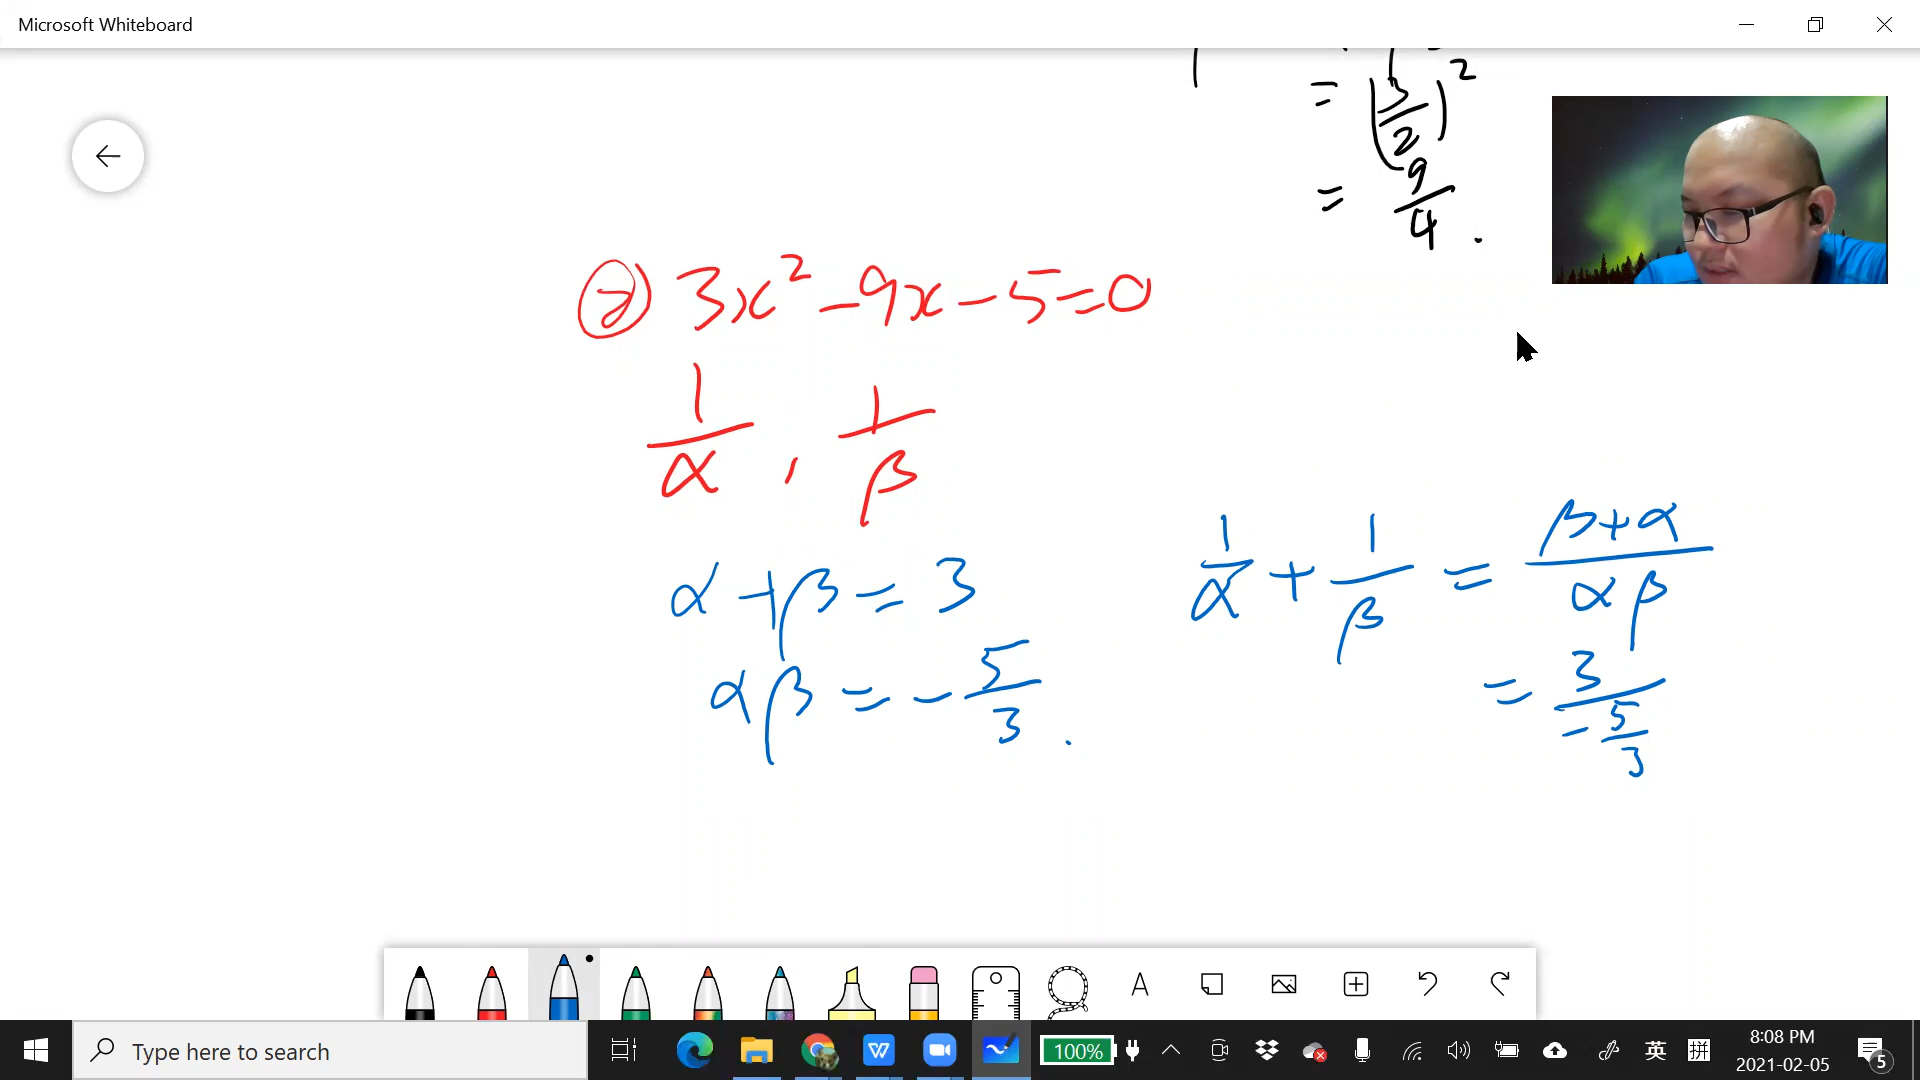 Microsoft Whiteboard
= (3/2)²
= 9/4 .
② 3x² - 9x - 5 = 0
1/α , 1/β
α + β = 3
αβ = - 5/3 .
1/α + 1/β = β+α/αβ
= 3/-5/3
A
Type here to search
100%
英
拼
8:08 PM
2021-02-05
5